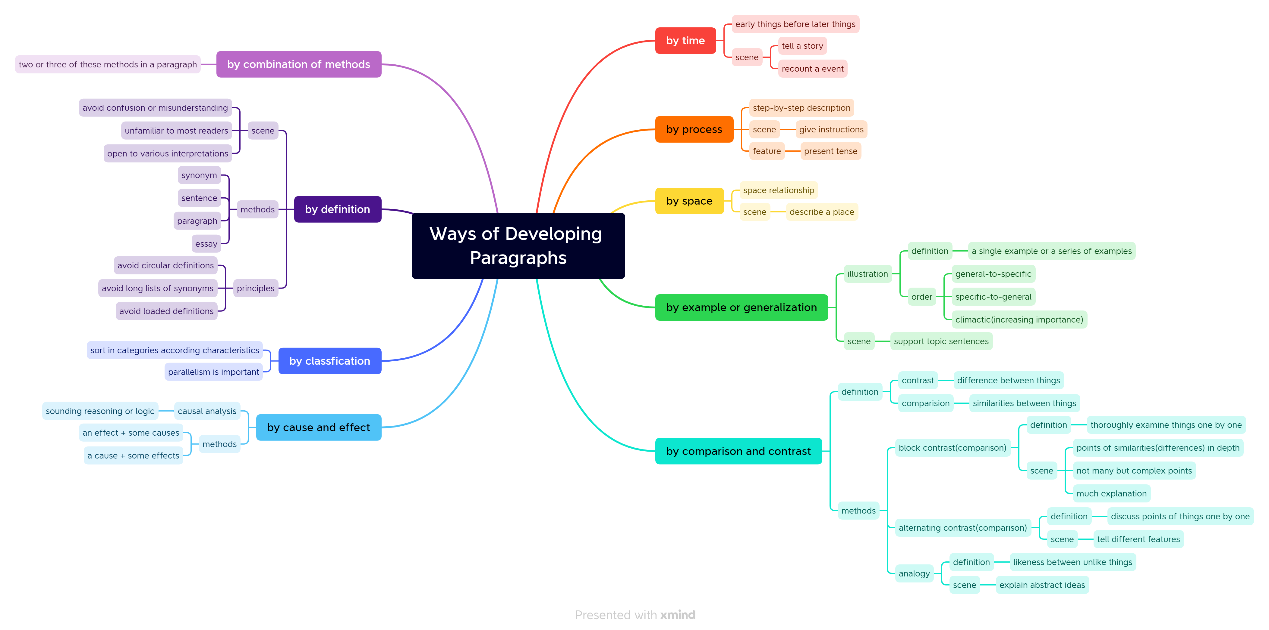 Ways of Developing
Paragraphs
by time
early things before later things
scene
tell a story
recount a event
by process
step-by-step description
scene
give instructions
feature
present tense
by space
space relationship
scene
describe a place
by example or generalization
illustration
definition
a single example or a series of examples
order
general-to-specific
specific-to-general
climactic(increasing importance)
scene
support topic sentences
by comparison and contrast
definition
contrast
difference between things
comparision
similarities between things
methods
block contrast(comparison)
definition
thoroughly examine things one by one
scene
points of similarities(differences) in depth
not many but complex points
much explanation
alternating contrast(comparison)
definition
discuss points of things one by one
scene
tell different features
analogy
definition
likeness between unlike things
scene
explain abstract ideas
by cause and effect
causal analysis
sounding reasoning or logic
methods
an effect + some causes
a cause + some effects
by classfication
sort in categories according characteristics
parallelism is important
by definition
scene
avoid confusion or misunderstanding
unfamiliar to most readers
open to various interpretations
methods
synonym
sentence
paragraph
essay
principles
avoid circular definitions
avoid long lists of synonyms
avoid loaded definitions
by combination of methods
two or three of these methods in a paragraph
Presented with xmind